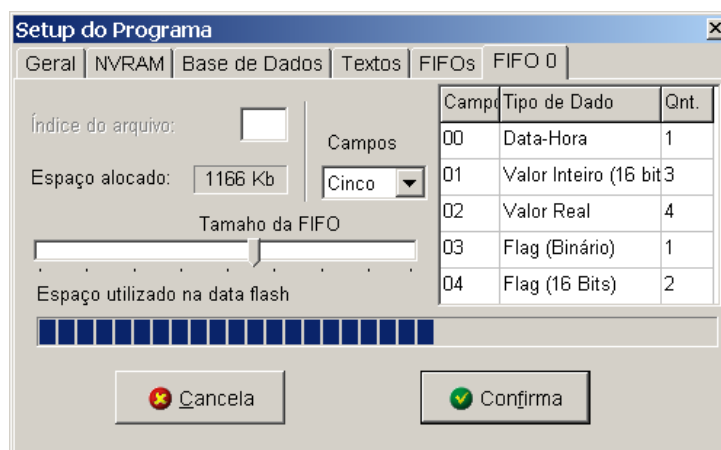 Setup do Programa
Geral NVRAM Base de Dados Textos FIFOs FIFO 0
Índice do arquivo:
Espaço alocado: 1166 Kb
Campos
Cinco
Tamaho da FIFO
Espaço utilizado na data flash
Campo Tipo de Dado Qnt.
00 Data-Hora 1
01 Valor Inteiro (16 bit 3
02 Valor Real 4
03 Flag (Binário) 1
04 Flag (16 Bits) 2
Cancela
Confirma